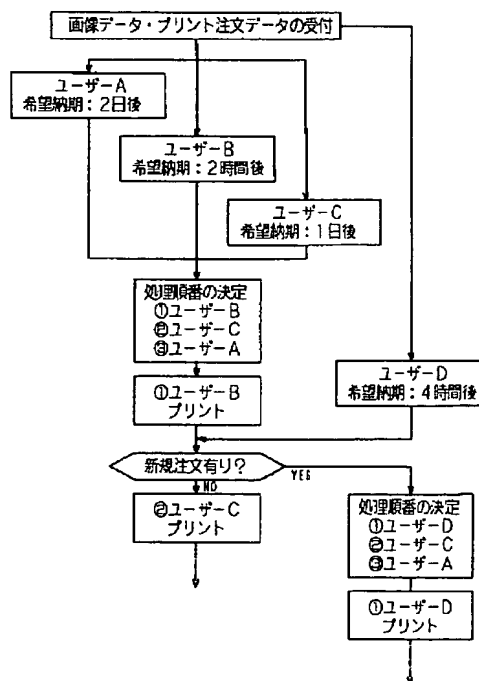 画像データ・プリント注文データの受付
ユーザーA
希望納期：2日後
ユーザーB
希望納期：2時間後
ユーザーC
希望納期：1日後
処理順番の決定
①ユーザーB
②ユーザーC
③ユーザーA
①ユーザーB
プリント
ユーザーD
希望納期：4時間後
新規注文有り？
YES
NO
②ユーザーC
プリント
処理順番の決定
①ユーザーD
②ユーザーC
③ユーザーA
①ユーザーD
プリント